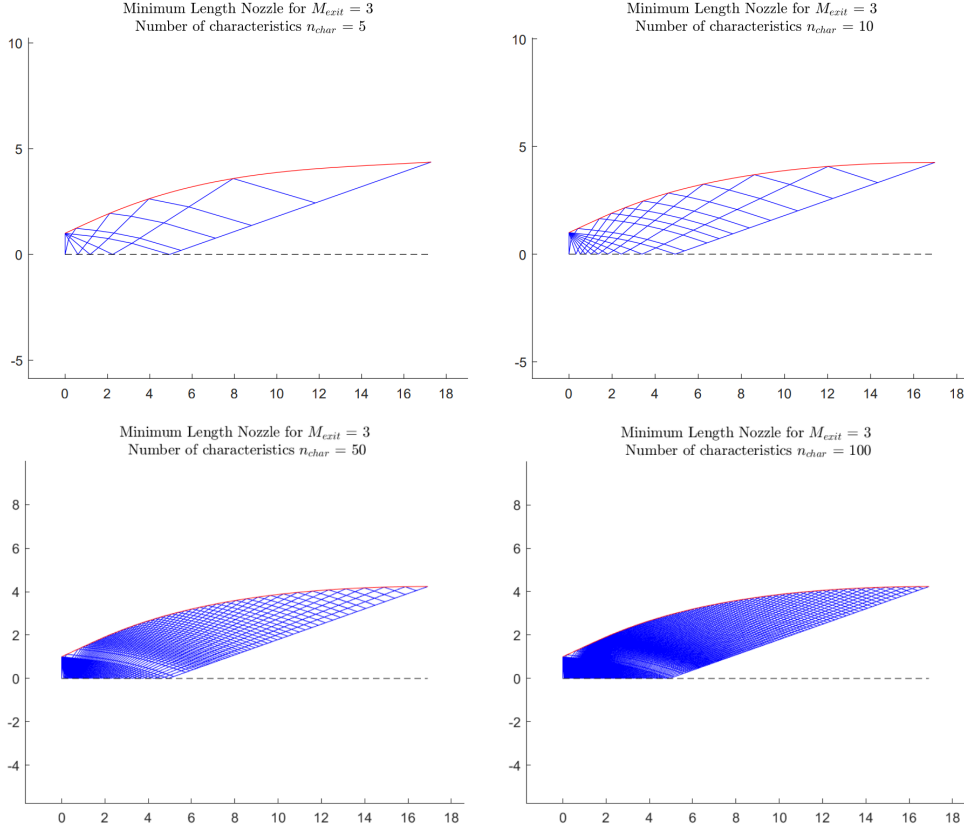 Minimum Length Nozzle for M_exit = 3
Number of characteristics n_char = 5
10
5
0
-5
0 2 4 6 8 10 12 14 16 18
Minimum Length Nozzle for M_exit = 3
Number of characteristics n_char = 10
10
5
0
-5
0 2 4 6 8 10 12 14 16 18
Minimum Length Nozzle for M_exit = 3
Number of characteristics n_char = 50
8
6
4
2
0
-2
-4
0 2 4 6 8 10 12 14 16 18
Minimum Length Nozzle for M_exit = 3
Number of characteristics n_char = 100
8
6
4
2
0
-2
-4
0 2 4 6 8 10 12 14 16 18